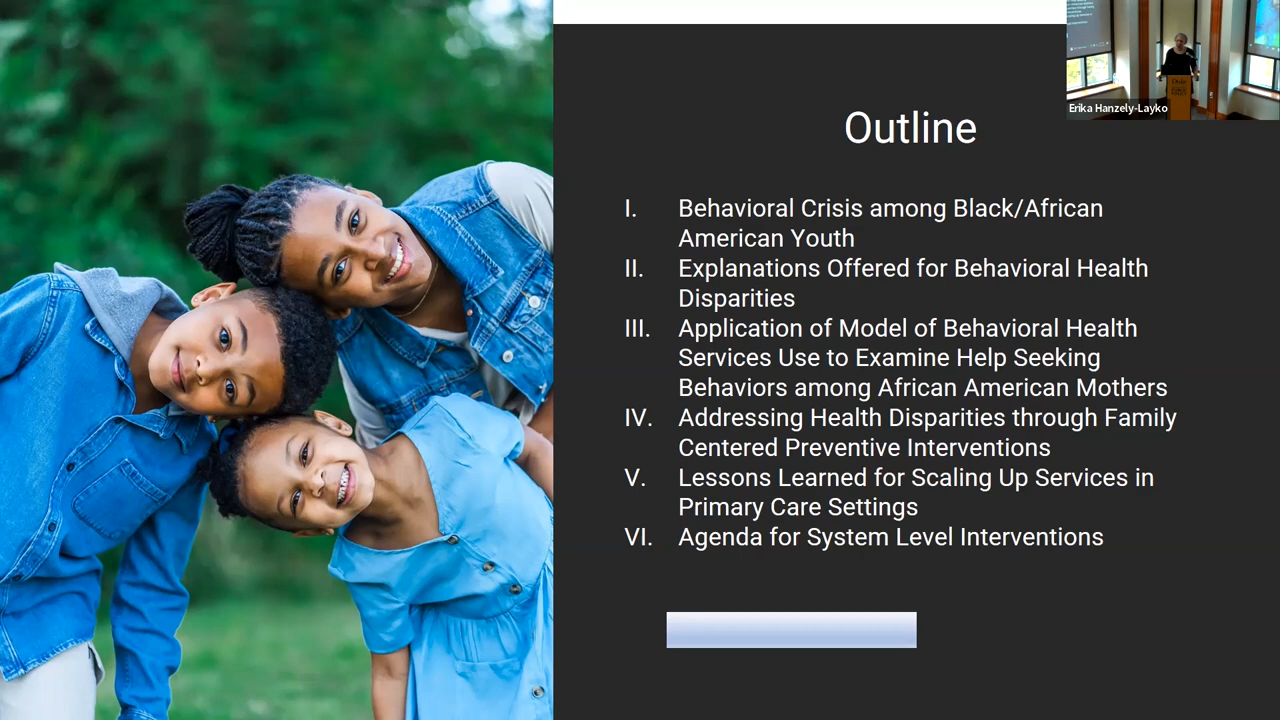 Outline
Erika Hanzely-Layko
Duke
I. Behavioral Crisis among Black/African
American Youth
II. Explanations Offered for Behavioral Health
Disparities
III. Application of Model of Behavioral Health
Services Use to Examine Help Seeking
Behaviors among African American Mothers
IV. Addressing Health Disparities through Family
Centered Preventive Interventions
V. Lessons Learned for Scaling Up Services in
Primary Care Settings
VI. Agenda for System Level Interventions